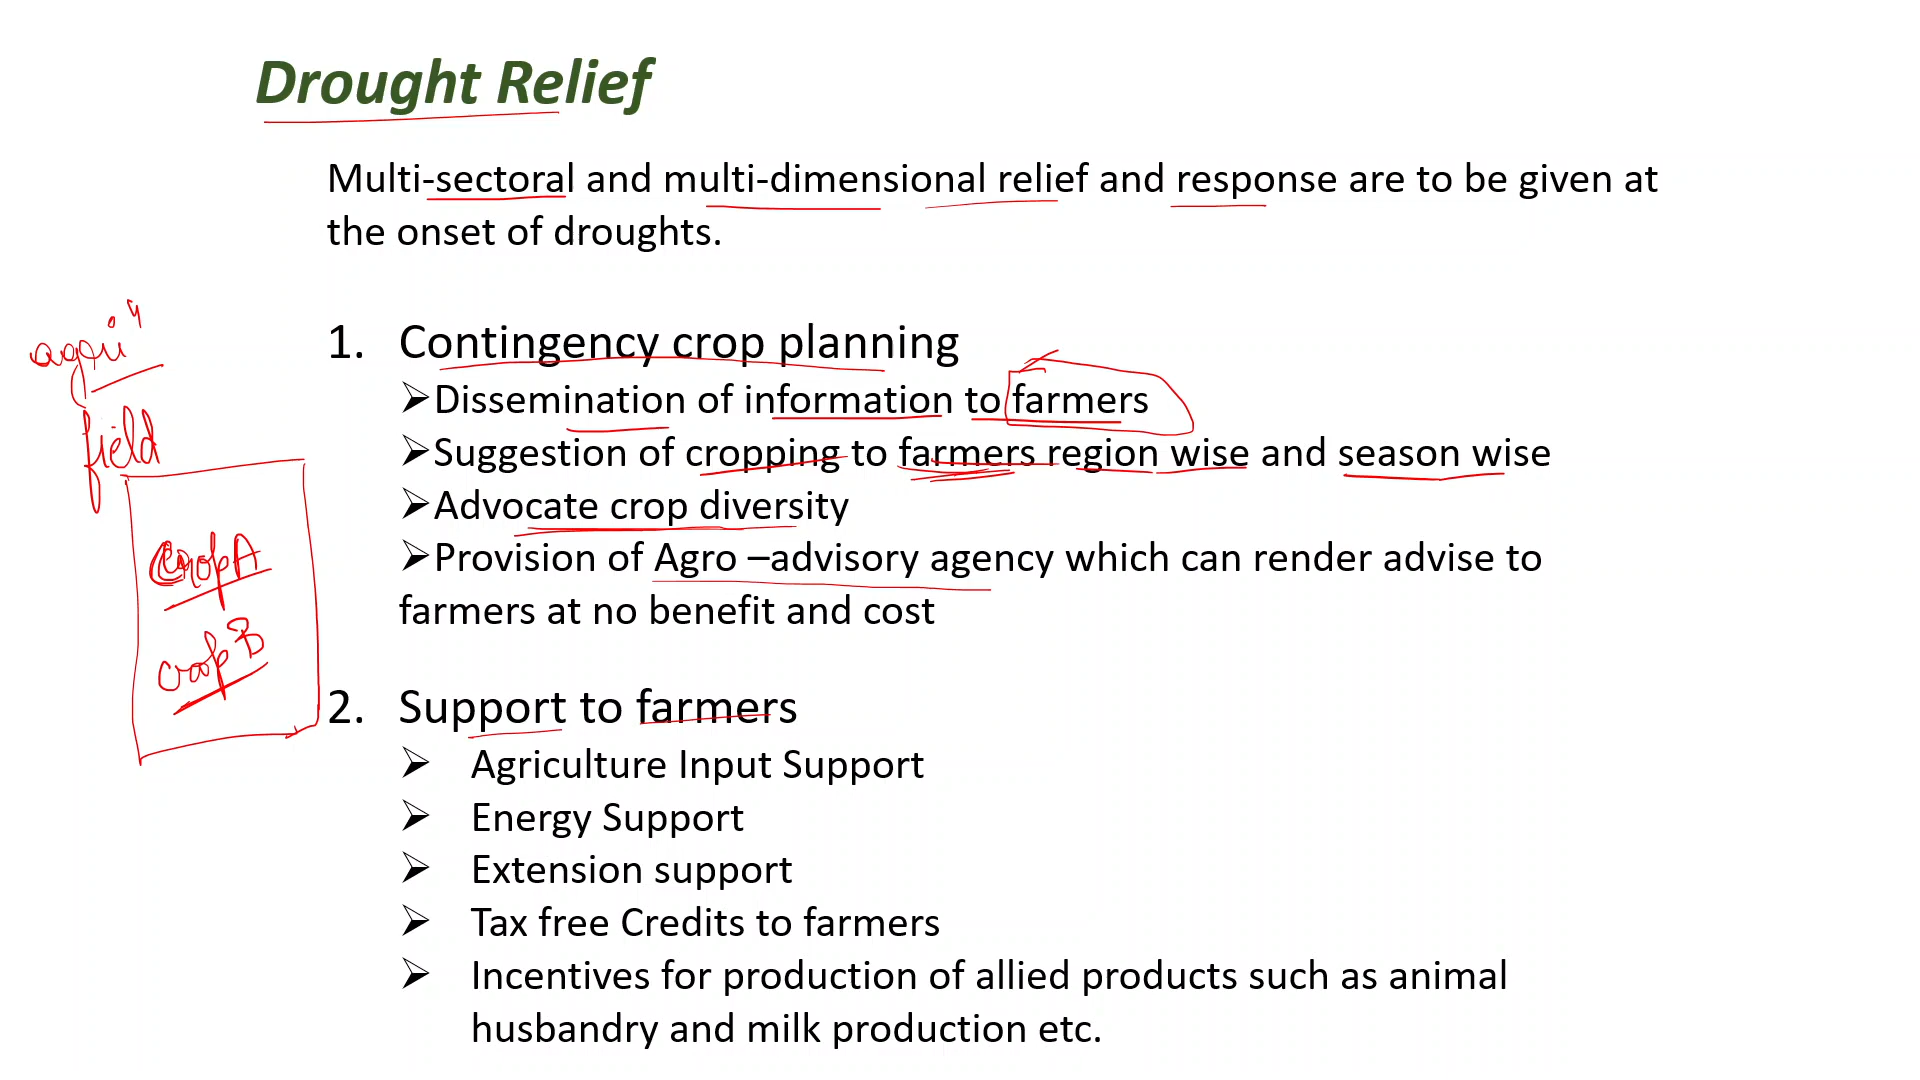 Drought Relief
Multi-sectoral and multi-dimensional relief and response are to be given at
the onset of droughts.
1. Contingency crop planning
➢Dissemination of information to farmers
➢Suggestion of cropping to farmers region wise and season wise
➢Advocate crop diversity
➢Provision of Agro –advisory agency which can render advise to
farmers at no benefit and cost
agri
field
crop A
crop B
2. Support to farmers
➢ Agriculture Input Support
➢ Energy Support
➢ Extension support
➢ Tax free Credits to farmers
➢ Incentives for production of allied products such as animal
husbandry and milk production etc.